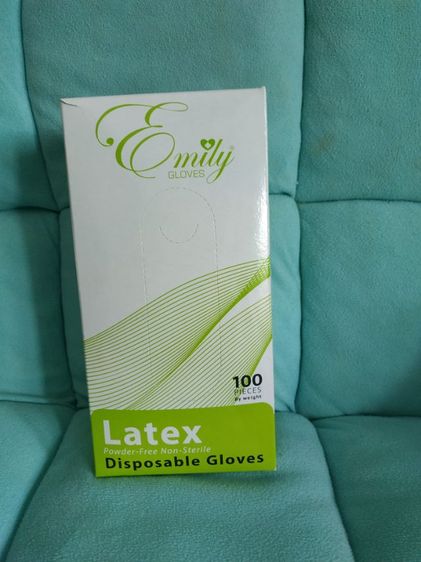 Emily®
GLOVES
100
PIECES
By weight
Latex
Powder-Free Non-Sterile
Disposable Gloves